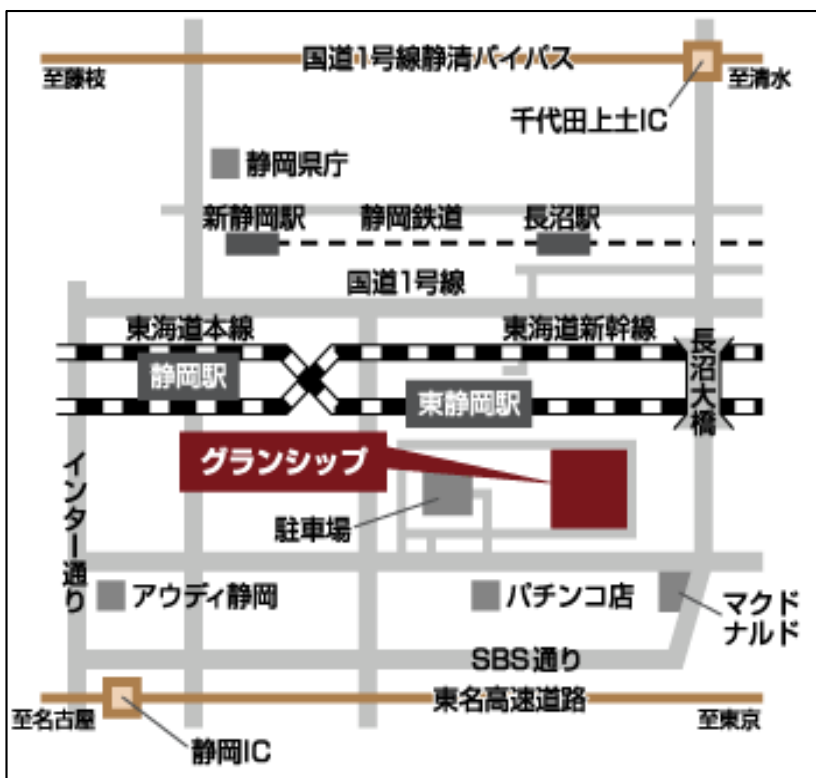 国道1号線静清バイパス
至藤枝
至清水
千代田上土IC
静岡県庁
新静岡駅
静岡鉄道
長沼駅
国道1号線
東海道本線
東海道新幹線
静岡駅
長沼大橋
東静岡駅
グランシップ
インター通り
駐車場
アウディ静岡
パチンコ店
マクド
ナルド
SBS通り
東名高速道路
至名古屋
至東京
静岡IC